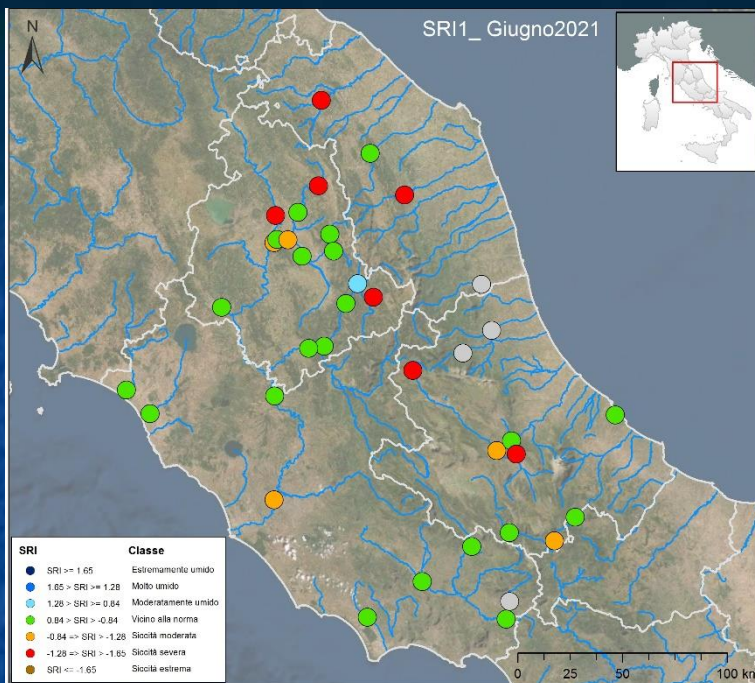 SRI1_ Giugno2021
N
SRI Classe
SRI >= 1.65 Estremamente umido
1.65 > SRI >= 1.28 Molto umido
1.28 > SRI >= 0.84 Moderatamente umido
0.84 > SRI > -0.84 Vicino alla norma
-0.84 => SRI > -1.28 Siccità moderata
-1.28 => SRI > -1.65 Siccità severa
SRI <= -1.65 Siccità estrema
0 25 50 100 km